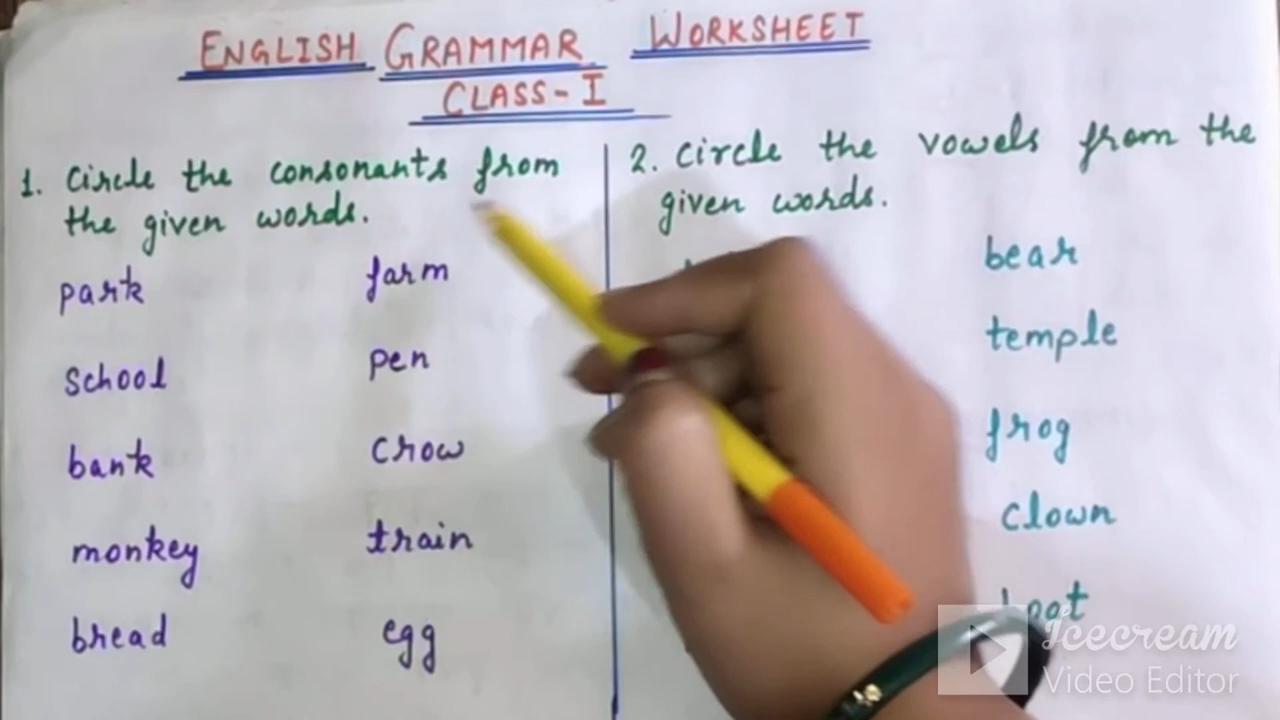 ENGLISH GRAMMAR WORKSHEET
CLASS-I
1. Circle the consonants from
the given words.
park farm
school pen
bank crow
monkey train
bread egg
2. Circle the vowels from the
given words.
bear
temple
frog
clown
Icecream
Video Editor